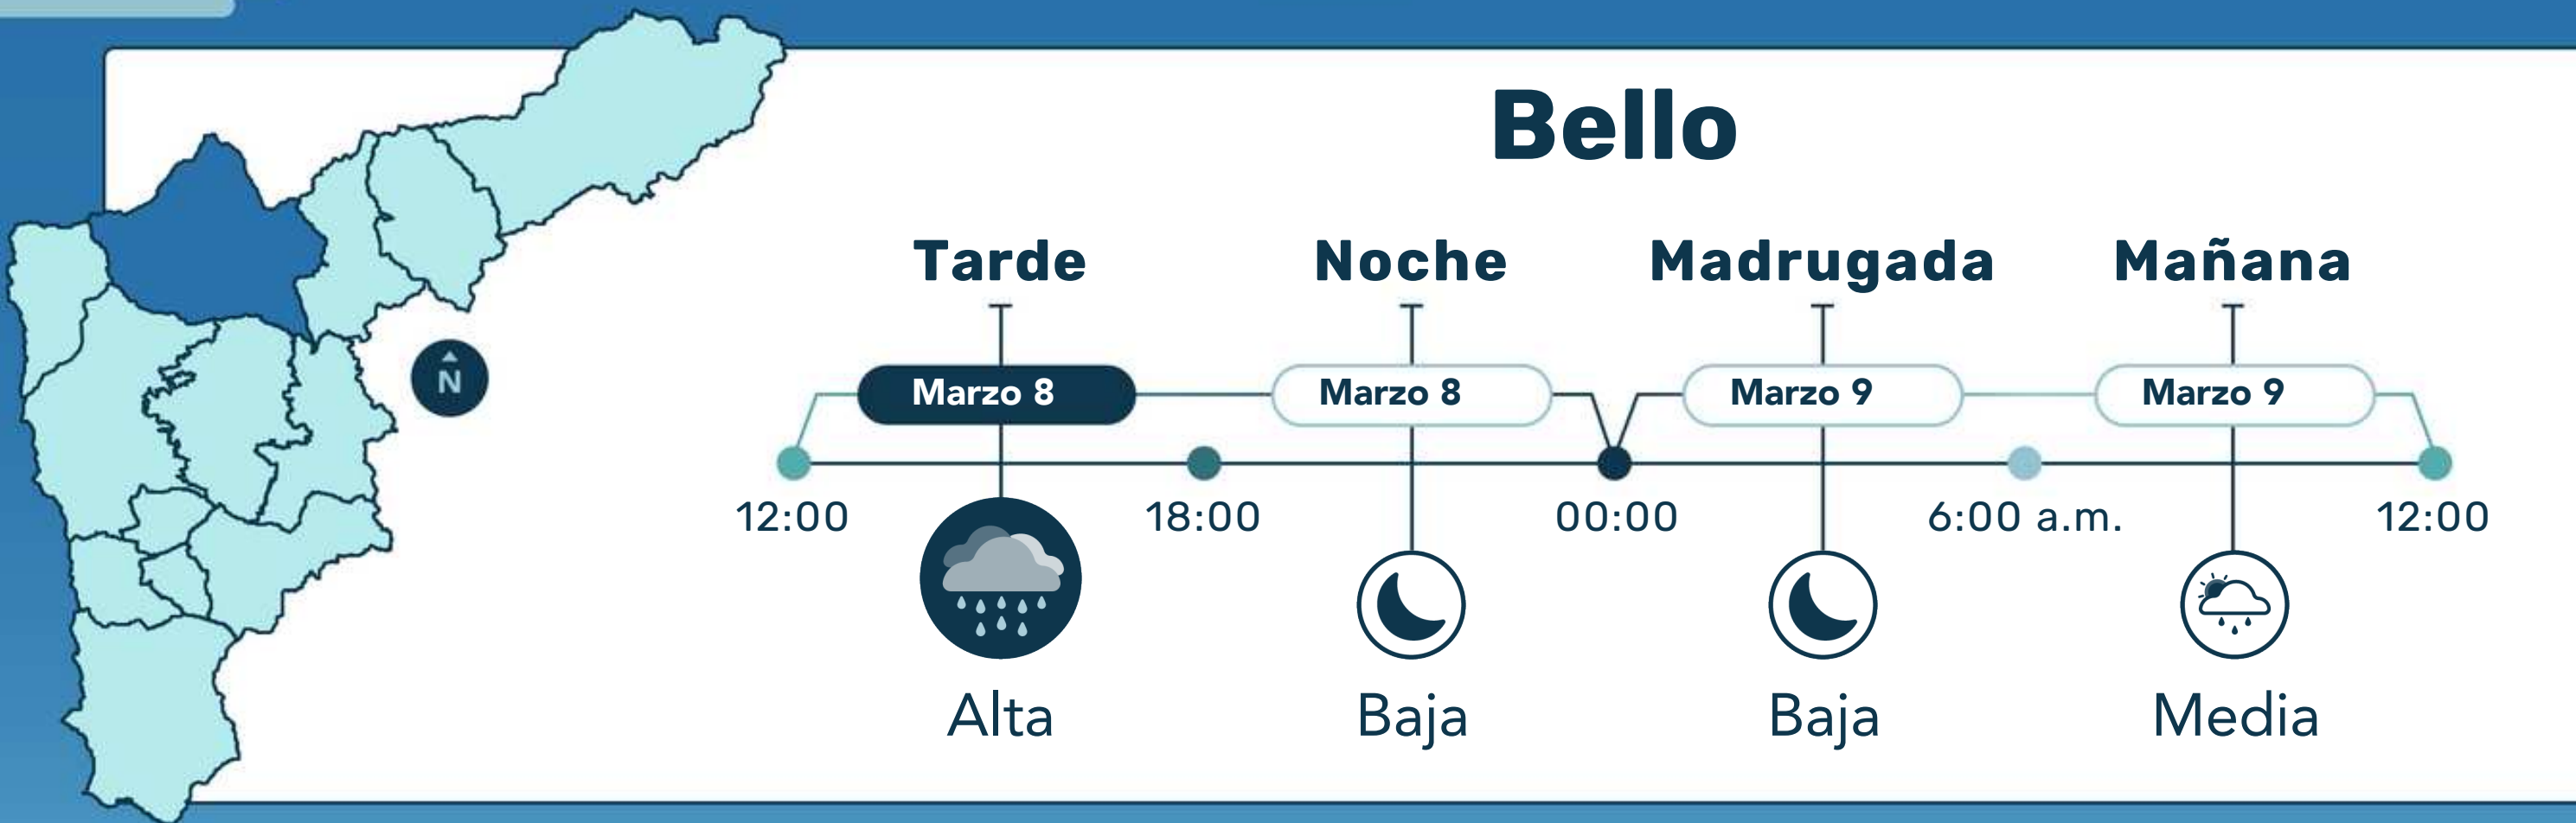 Bello
Tarde Noche Madrugada Mañana
Marzo 8 Marzo 8 Marzo 9 Marzo 9
N
12:00 18:00 00:00 6:00 a.m. 12:00
Alta Baja Baja Media